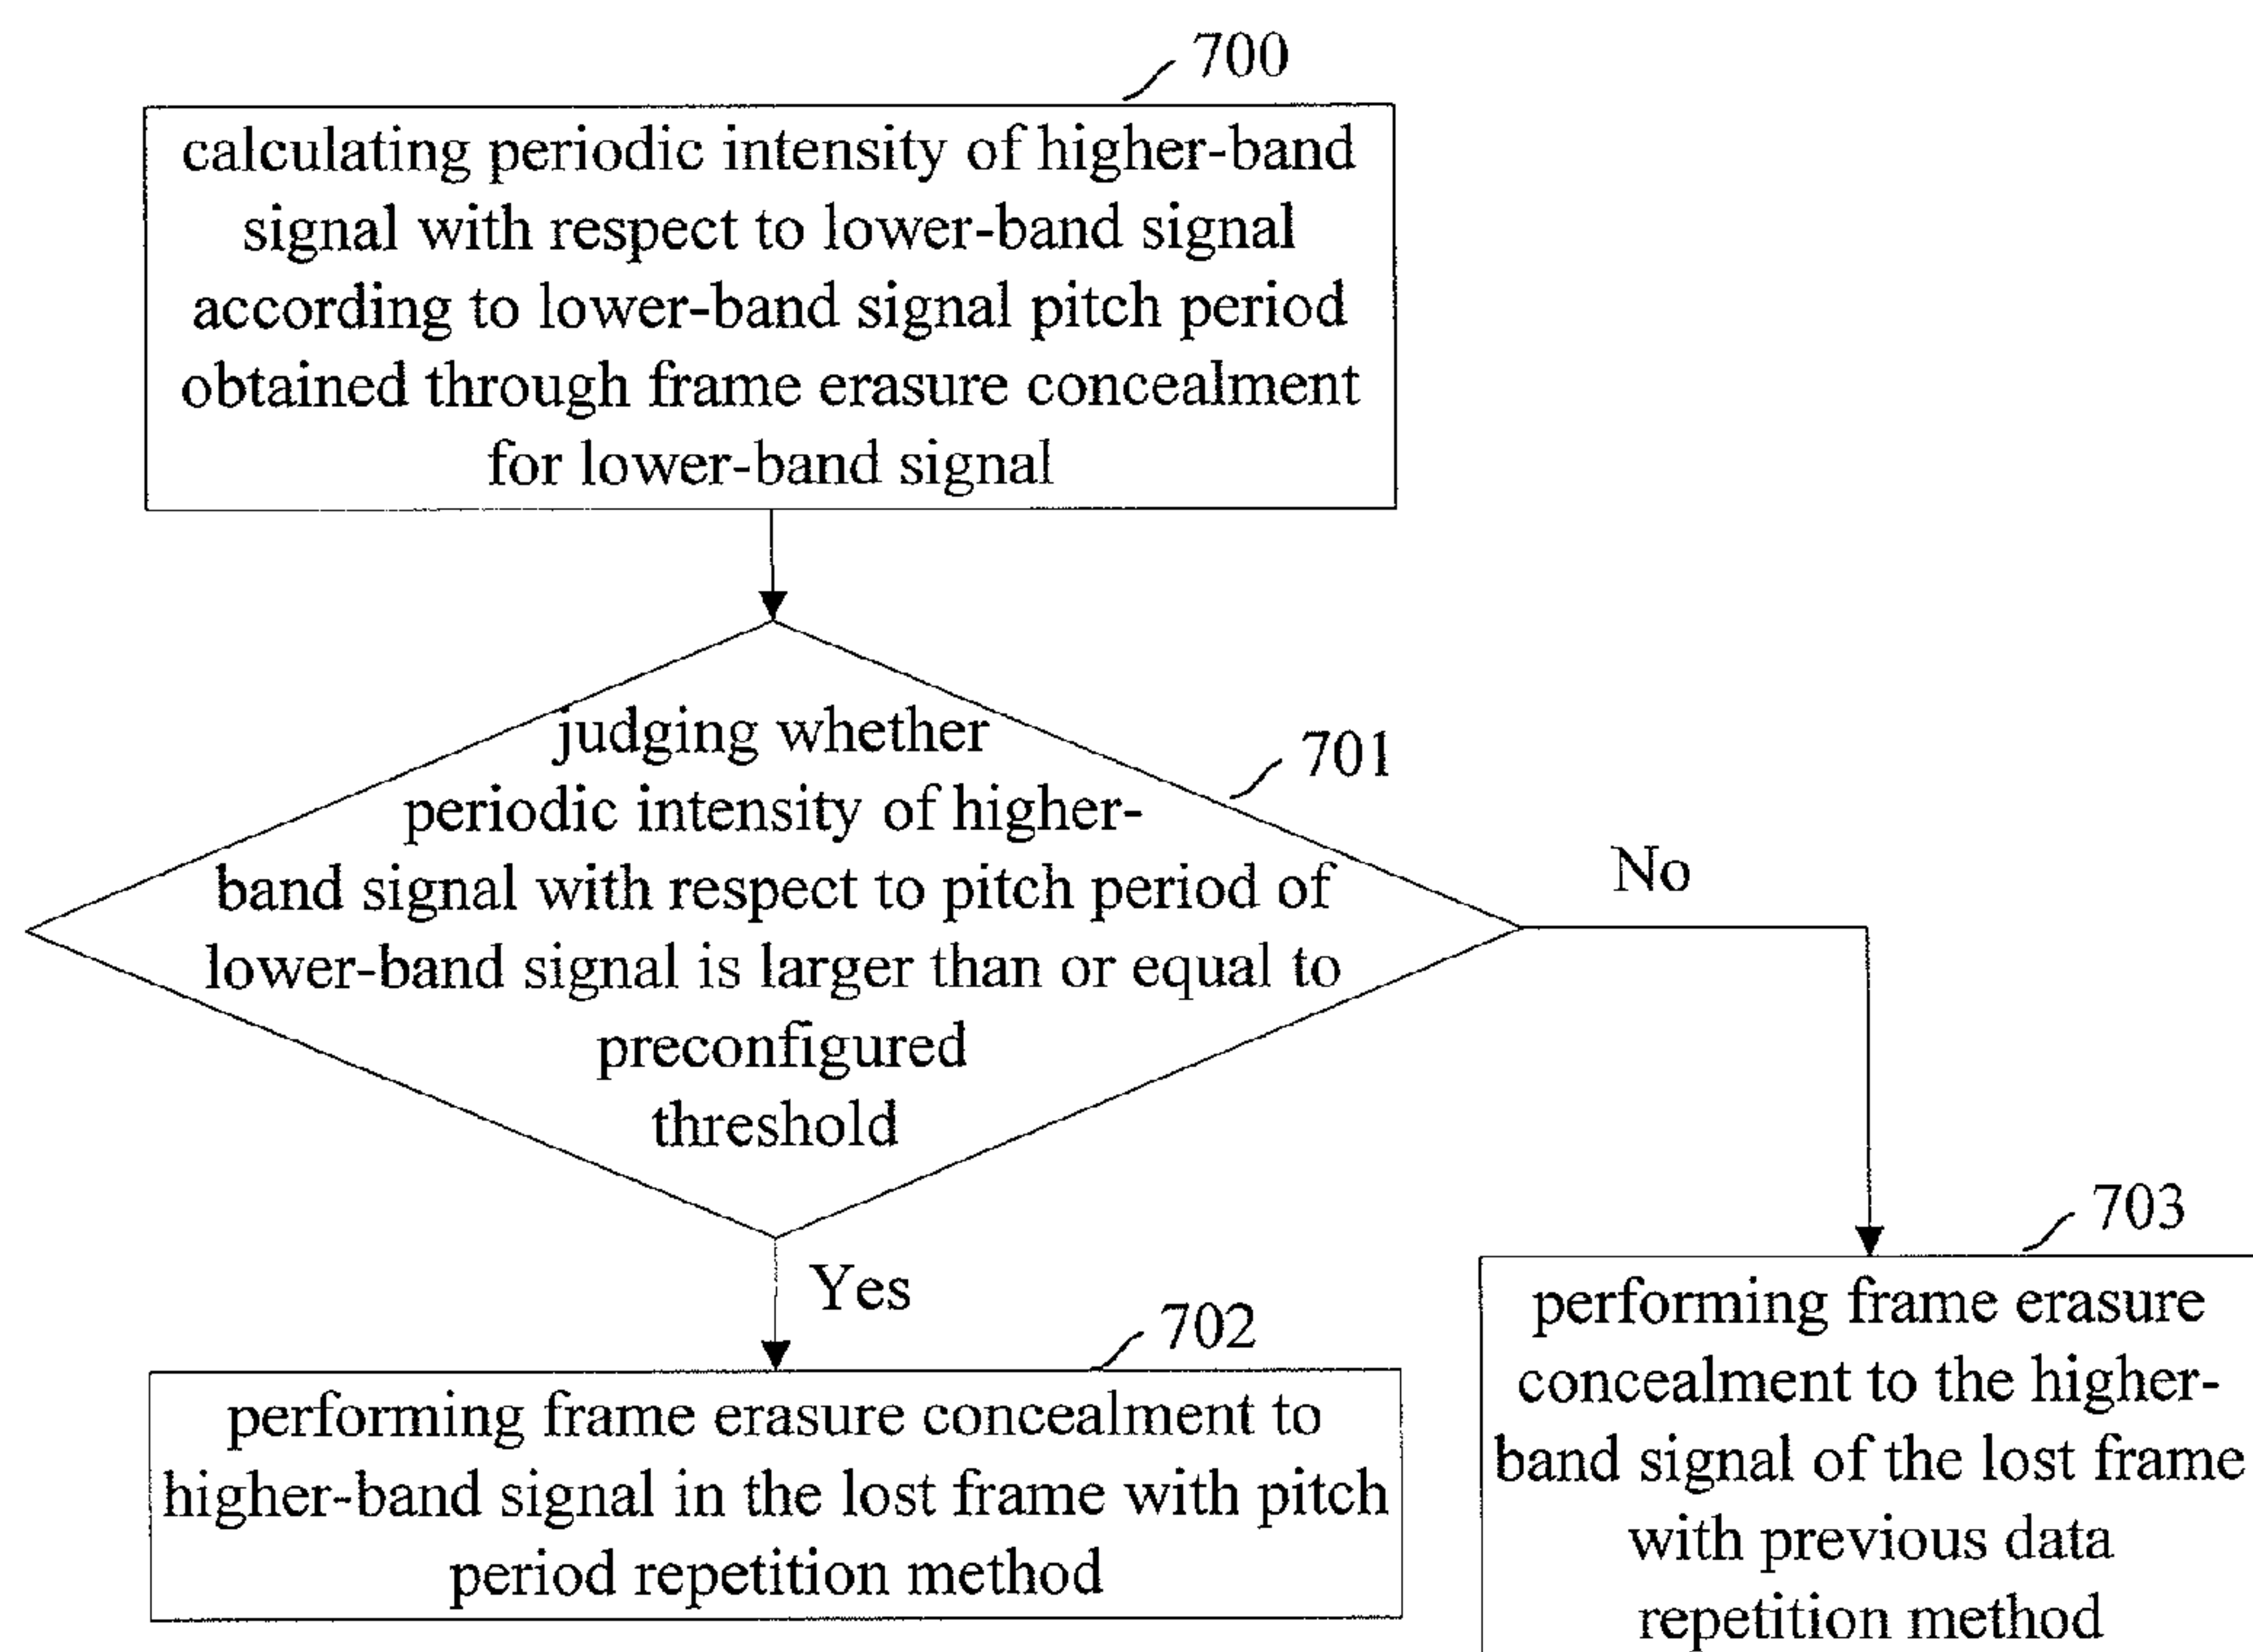 700
calculating periodic intensity of higher-band
signal with respect to lower-band signal
according to lower-band signal pitch period
obtained through frame erasure concealment
for lower-band signal
judging whether
701
periodic intensity of higher-
band signal with respect to pitch period of
lower-band signal is larger than or equal to
preconfigured
threshold
No
Yes
702
performing frame erasure concealment to
higher-band signal in the lost frame with pitch
period repetition method
703
performing frame erasure
concealment to the higher-
band signal of the lost frame
with previous data
repetition method